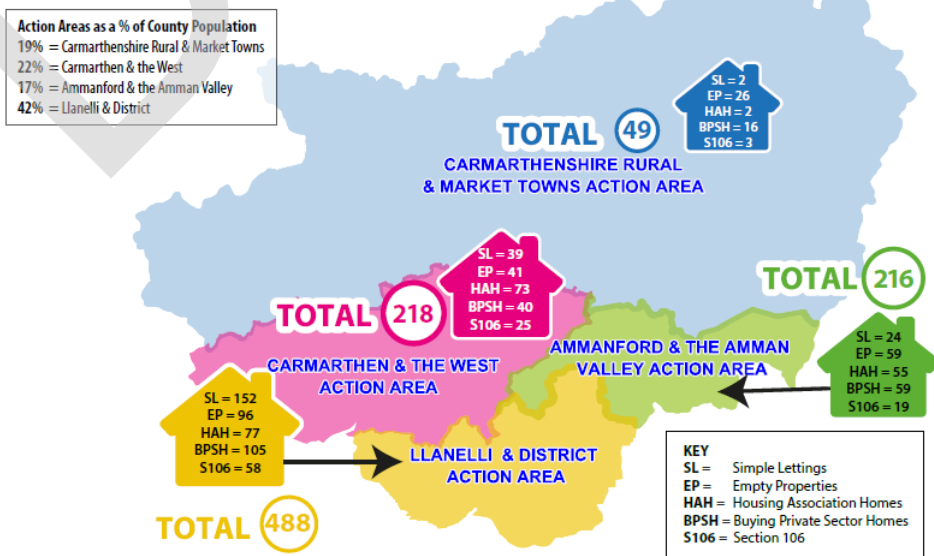 Action Areas as a % of County Population
19% = Carmarthenshire Rural & Market Towns
22% = Carmarthen & the West
17% = Ammanford & the Amman Valley
42% = Llanelli & District
SL = 2
EP = 26
HAH = 2
BPSH = 16
S106 = 3
TOTAL 49
CARMARTHENSHIRE RURAL
& MARKET TOWNS ACTION AREA
SL = 39
EP = 41
HAH = 73
BPSH = 40
S106 = 25
TOTAL 218
CARMARTHEN & THE WEST
ACTION AREA
TOTAL 216
SL = 24
EP = 59
HAH = 55
BPSH = 59
S106 = 19
AMMANFORD & THE AMMAN
VALLEY ACTION AREA
SL = 152
EP = 96
HAH = 77
BPSH = 105
S106 = 58
LLANELLI & DISTRICT
ACTION AREA
TOTAL 488
KEY
SL = Simple Lettings
EP = Empty Properties
HAH = Housing Association Homes
BPSH = Buying Private Sector Homes
S106 = Section 106